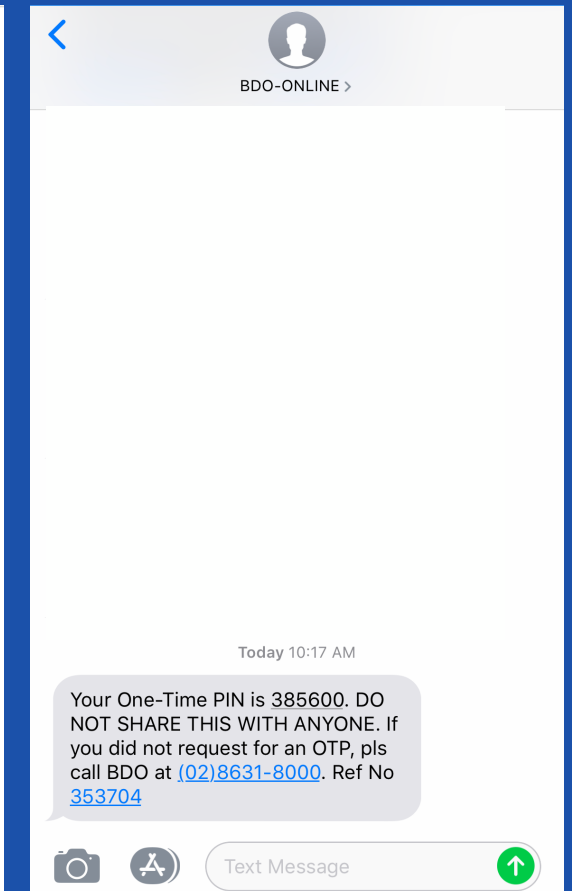 BDO-ONLINE >
Today 10:17 AM
Your One-Time PIN is 385600. DO
NOT SHARE THIS WITH ANYONE. If
you did not request for an OTP, pls
call BDO at (02)8631-8000. Ref No
353704
Text Message